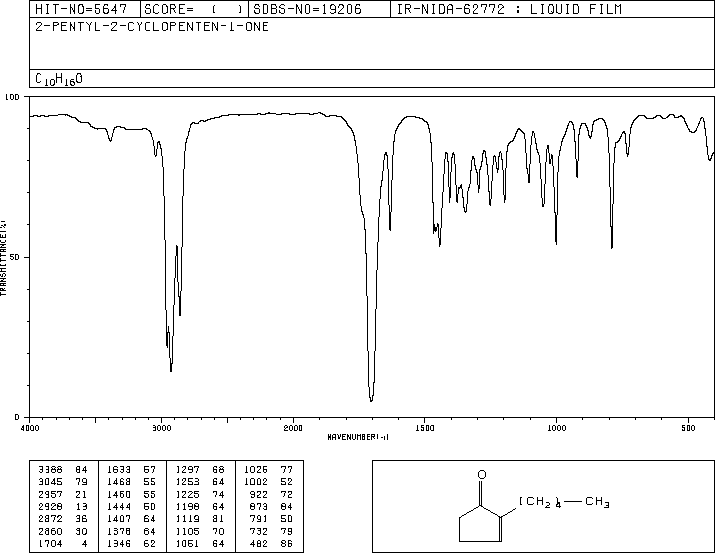 HIT-NO=5647 SCORE= ( ) SDBS-NO=19206 IR-NIDA-62772 : LIQUID FILM
2-PENTYL-2-CYCLOPENTEN-1-ONE
C10H16O
100
50
0
TRANSMITTANCE(%)
4000 3000 2000 1500 1000 500
WAVENUMBER(-1)
3388 84 1633 57 1297 68 1026 77
3045 79 1468 55 1253 64 1002 52
2957 21 1460 55 1225 74 922 72
2928 13 1444 50 1198 64 873 84
2872 36 1407 64 1119 81 791 50
2860 30 1378 64 1105 70 732 79
1704 4 1346 62 1051 64 482 86
O
(CH2)4—CH3